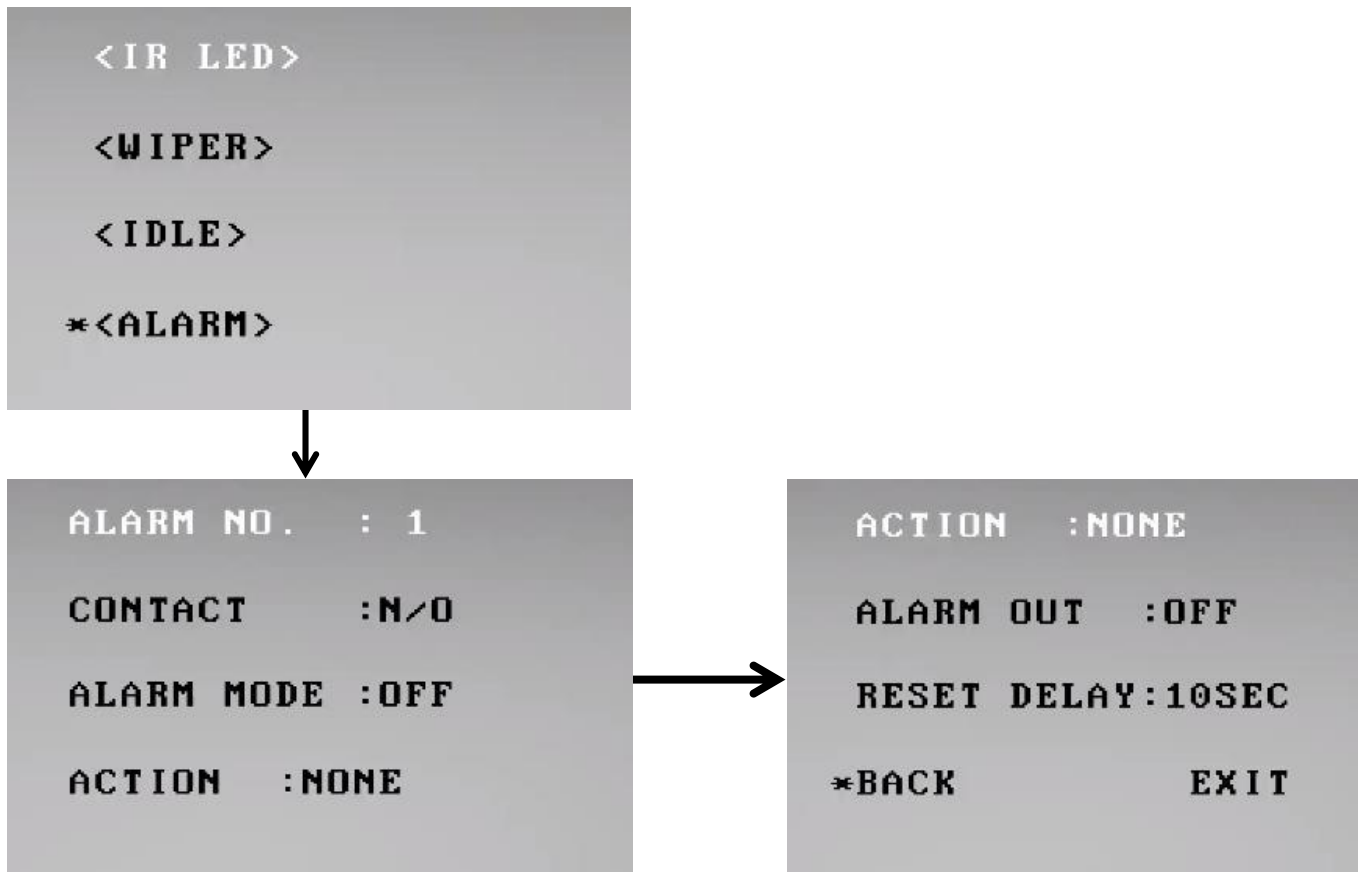 <IR LED>
<WIPER>
<IDLE>
*<ALARM>
ALARM NO. : 1
CONTACT :N/O
ALARM MODE :OFF
ACTION :NONE
ACTION :NONE
ALARM OUT :OFF
RESET DELAY:10SEC
*BACK EXIT